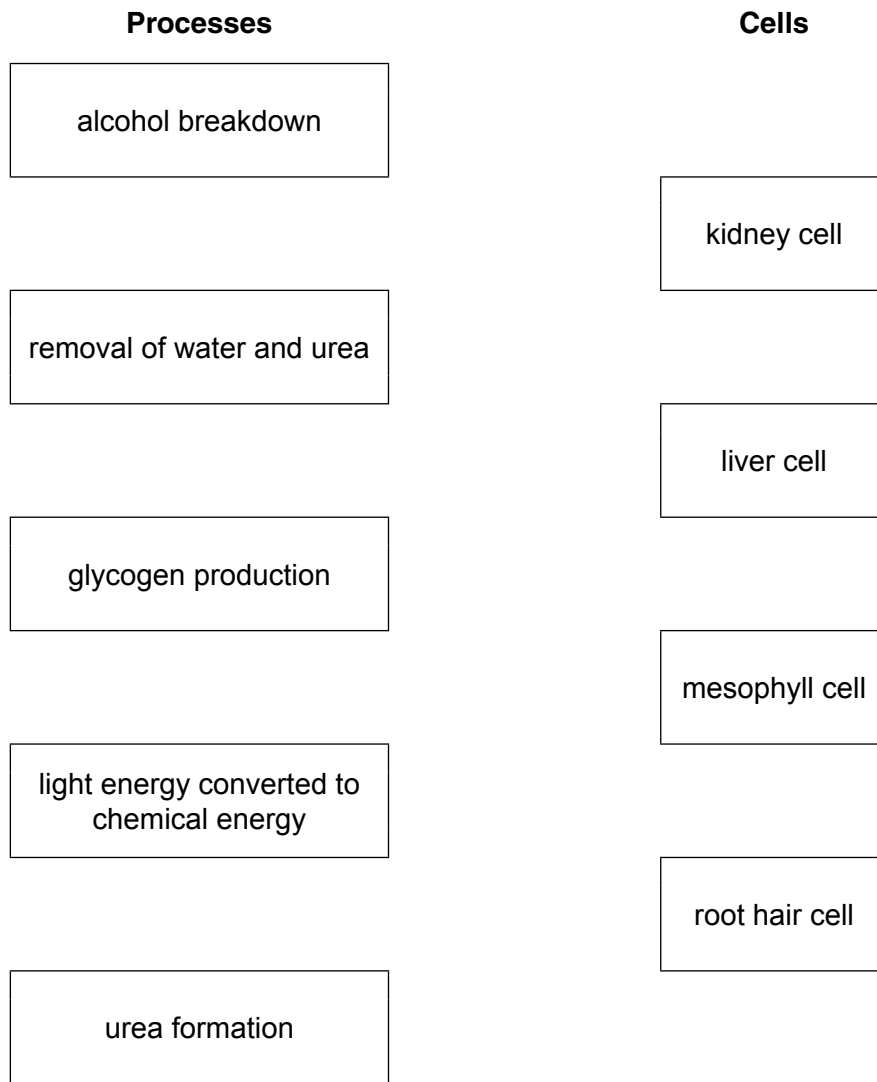 Processes
Cells
alcohol breakdown
kidney cell
removal of water and urea
liver cell
glycogen production
mesophyll cell
light energy converted to
chemical energy
root hair cell
urea formation